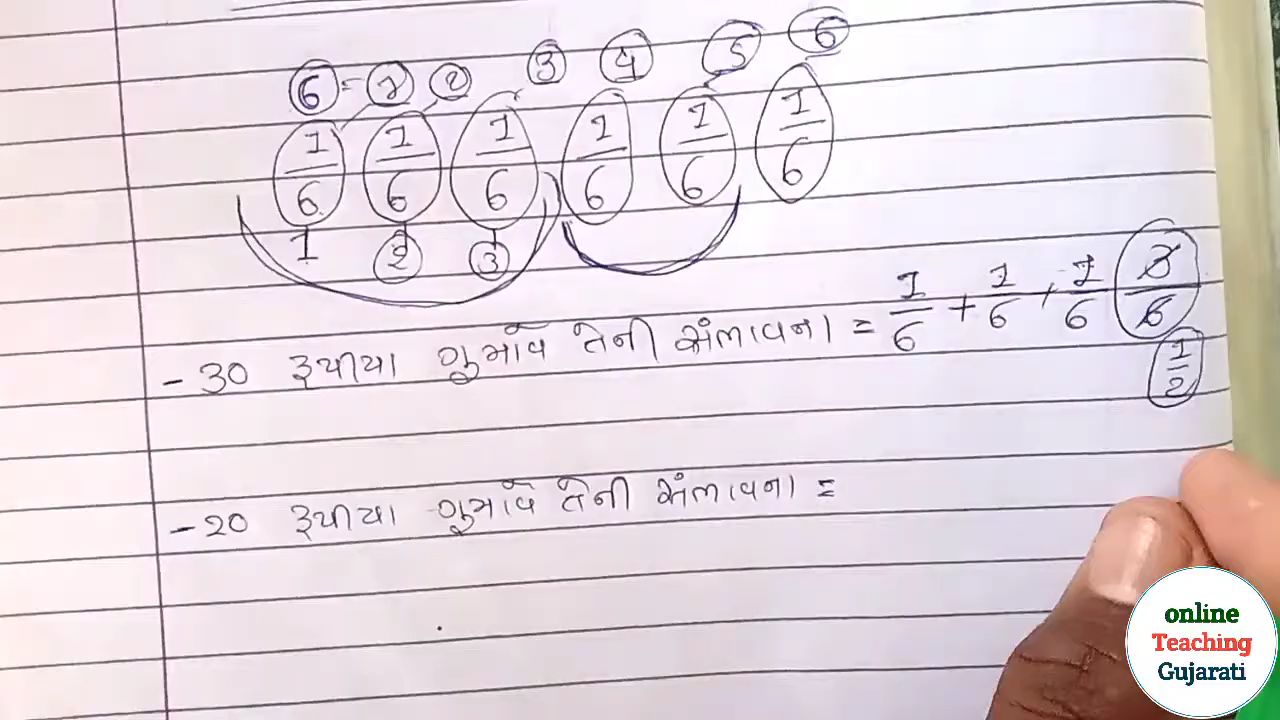 6 = 1 2 3 4 5 6
1/6 1/6 1/6 1/6 1/6 1/6
1 2 3
- 30 રૂપીયા ગુમાવે તેની સંભાવના = 1/6 + 1/6 + 1/6 3/6
1/2
- 20 રૂપીયા ગુમાવે તેની સંભાવના =
online
Teaching
Gujarati